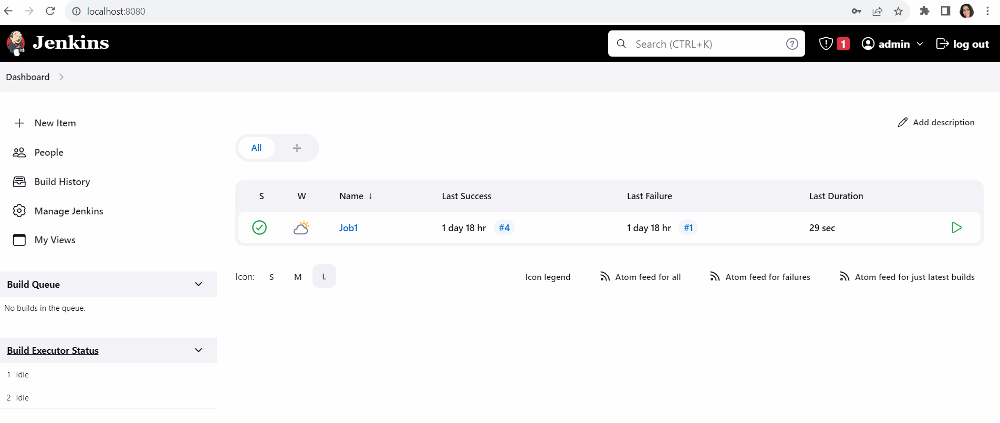 localhost:8080
Jenkins
Search (CTRL+K)
1
admin
log out
Dashboard
New Item
People
Build History
Manage Jenkins
My Views
Add description
All
S W Name ↓ Last Success Last Failure Last Duration
Job1 1 day 18 hr #4 1 day 18 hr #1 29 sec
Icon: S M L
Icon legend
Atom feed for all
Atom feed for failures
Atom feed for just latest builds
Build Queue
No builds in the queue.
Build Executor Status
1 Idle
2 Idle